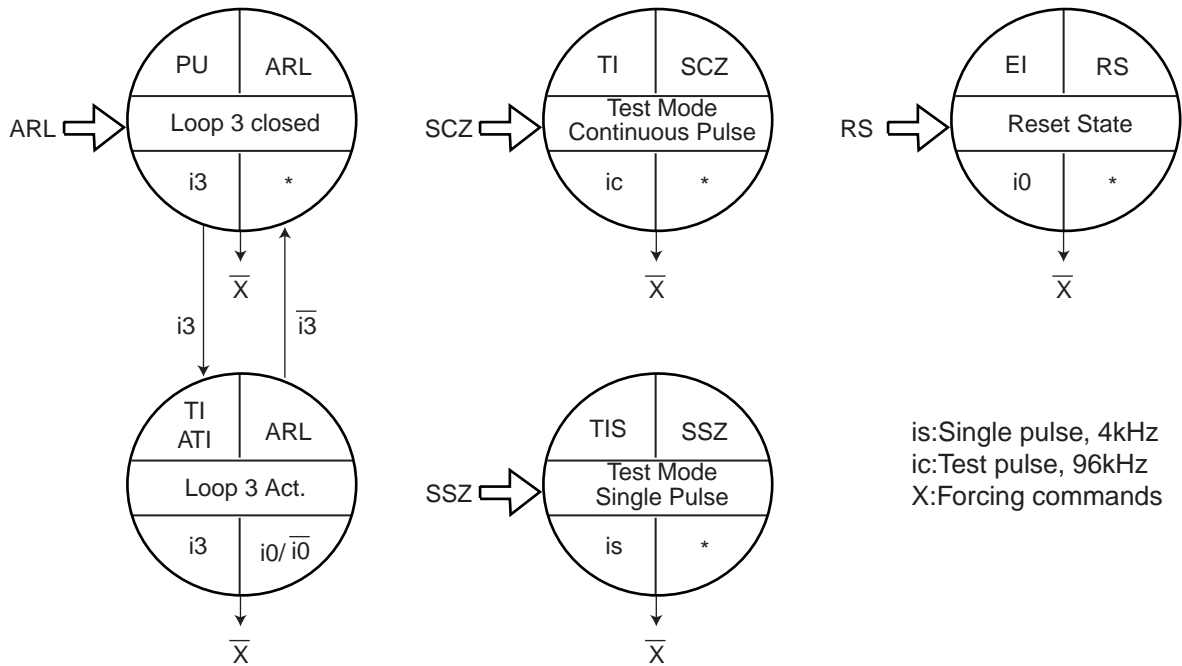 PU ARL
ARL Loop 3 closed
i3 *
X̅
i3 i̅3̅
TI ATI ARL
Loop 3 Act.
i3 i0/ i̅0̅
X̅
TI SCZ
SCZ Test Mode
Continuous Pulse
ic *
X̅
TIS SSZ
SSZ Test Mode
Single Pulse
is *
X̅
EI RS
RS Reset State
i0 *
X̅
is:Single pulse, 4kHz
ic:Test pulse, 96kHz
X:Forcing commands